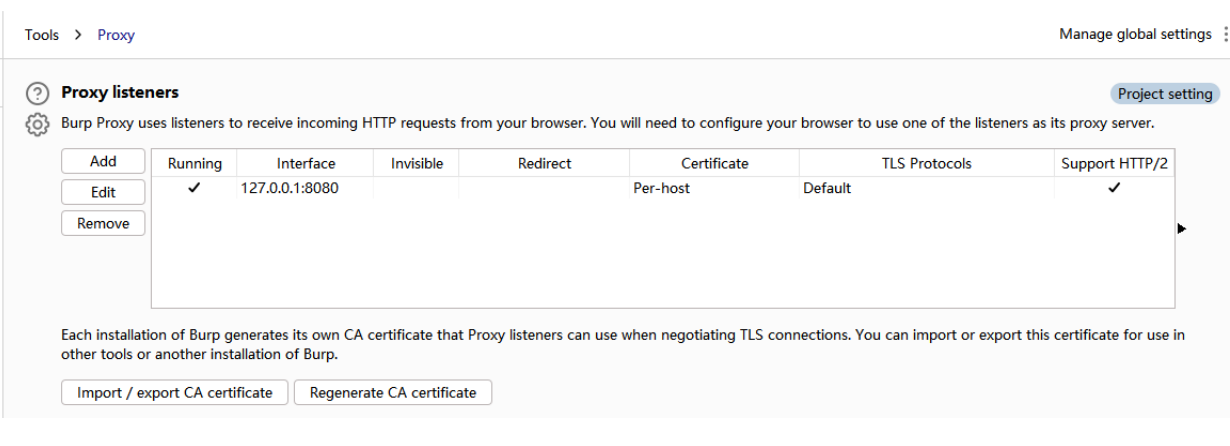 Tools > Proxy
Manage global settings
Proxy listeners
Project setting
Burp Proxy uses listeners to receive incoming HTTP requests from your browser. You will need to configure your browser to use one of the listeners as its proxy server.
Add
Edit
Remove
Running Interface Invisible Redirect Certificate TLS Protocols Support HTTP/2
✓ 127.0.0.1:8080 Per-host Default ✓
Each installation of Burp generates its own CA certificate that Proxy listeners can use when negotiating TLS connections. You can import or export this certificate for use in
other tools or another installation of Burp.
Import / export CA certificate
Regenerate CA certificate